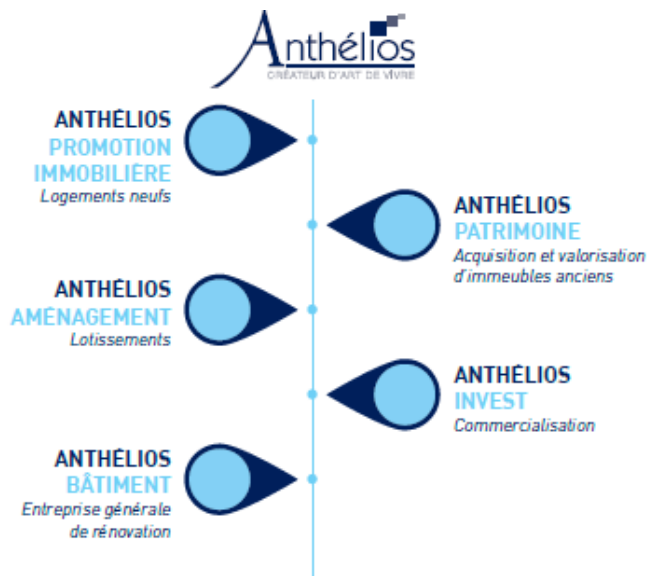 Anthélios
CRÉATEUR D'ART DE VIVRE
ANTHÉLIOS
PROMOTION
IMMOBILIÈRE
Logements neufs
ANTHÉLIOS
PATRIMOINE
Acquisition et valorisation
d'immeubles anciens
ANTHÉLIOS
AMÉNAGEMENT
Lotissements
ANTHÉLIOS
INVEST
Commercialisation
ANTHÉLIOS
BÂTIMENT
Entreprise générale
de rénovation